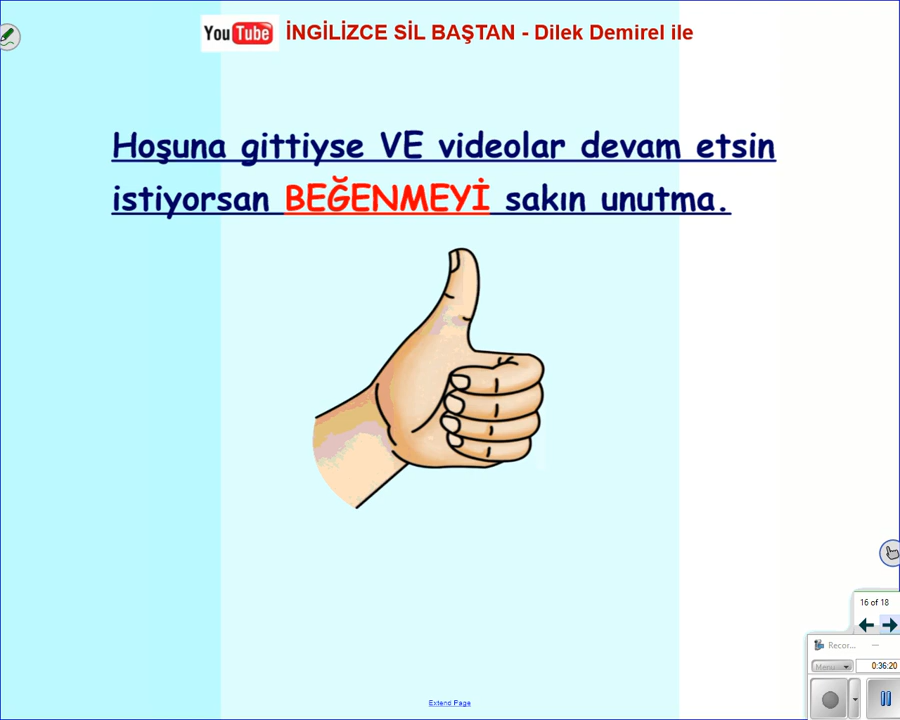 YouTube İNGİLİZCE SİL BAŞTAN - Dilek Demirel ile
Hoşuna gittiyse VE videolar devam etsin
istiyorsan BEĞENMEYİ sakın unutma.
16 of 18
Recor...
Menu...
0:36:20
Extend Page